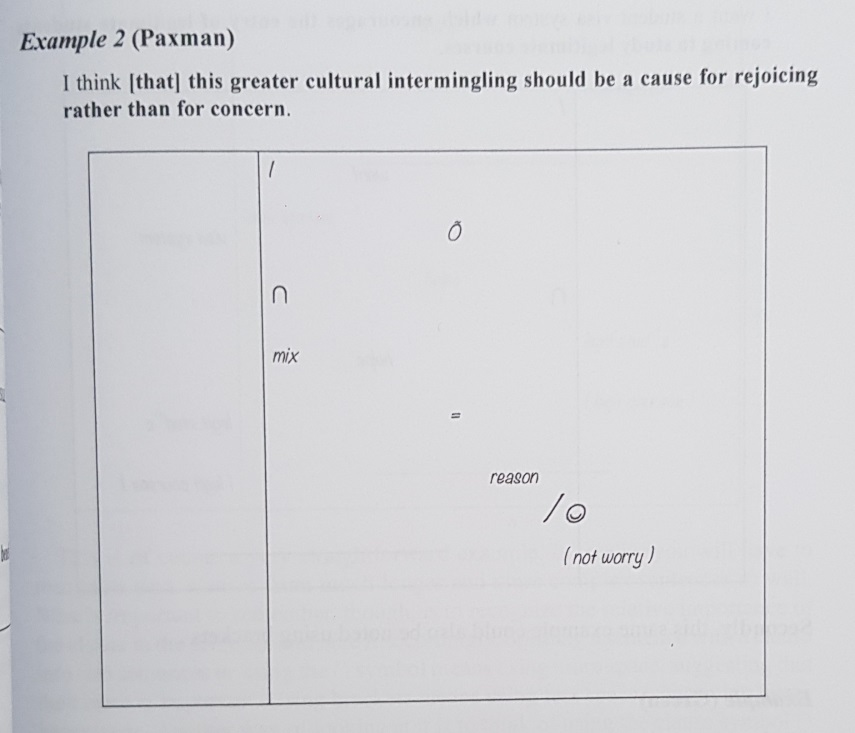 Example 2 (Paxman)
I think [that] this greater cultural intermingling should be a cause for rejoicing
rather than for concern.
I
Õ
∩
mix
=
reason
/☺
(not worry)